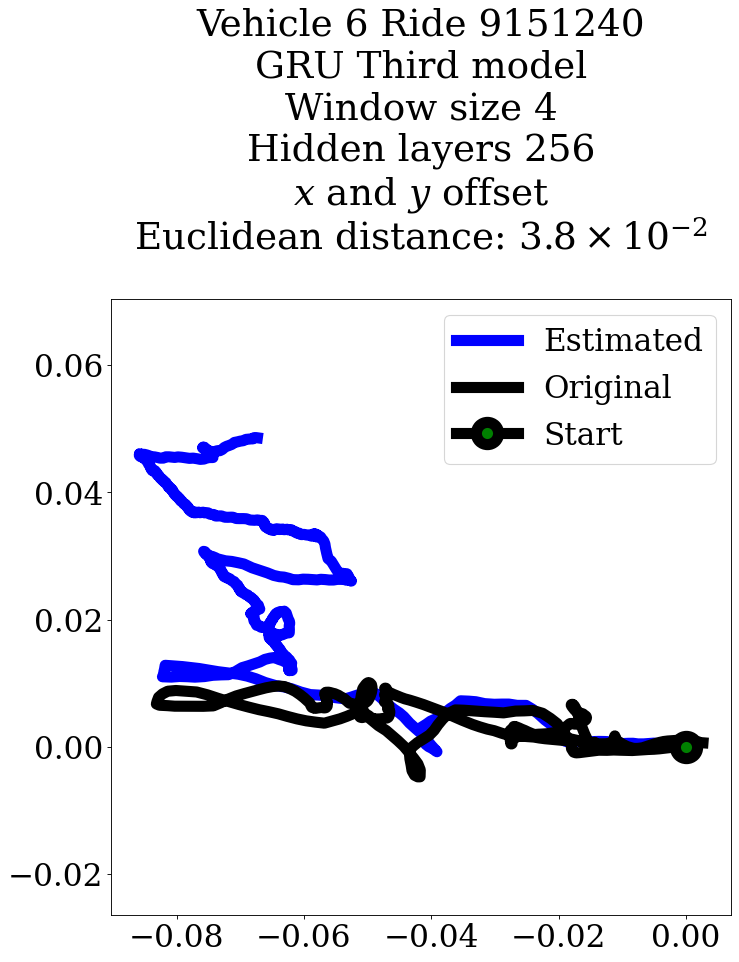 Vehicle 6 Ride 9151240
GRU Third model
Window size 4
Hidden layers 256
x and y offset
Euclidean distance: 3.8 × 10⁻²
Estimated
Original
Start
0.06
0.04
0.02
0.00
−0.02
−0.08 −0.06 −0.04 −0.02 0.00